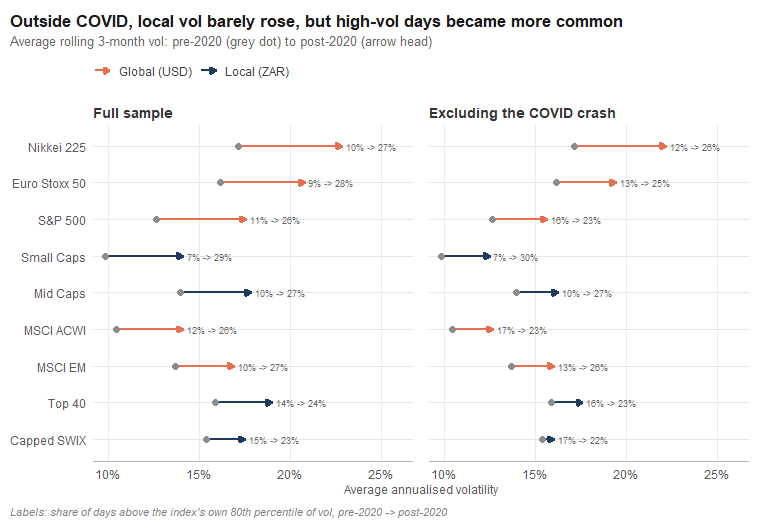 Outside COVID, local vol barely rose, but high-vol days became more common
Average rolling 3-month vol: pre-2020 (grey dot) to post-2020 (arrow head)
Global (USD) Local (ZAR)
Full sample
Excluding the COVID crash
Nikkei 225 10% -> 27% 12% -> 26%
Euro Stoxx 50 9% -> 28% 13% -> 25%
S&P 500 11% -> 26% 16% -> 23%
Small Caps 7% -> 29% 7% -> 30%
Mid Caps 10% -> 27% 10% -> 27%
MSCI ACWI 12% -> 26% 17% -> 23%
MSCI EM 10% -> 27% 13% -> 26%
Top 40 14% -> 24% 16% -> 23%
Capped SWIX 15% -> 23% 17% -> 22%
10% 15% 20% 25% 10% 15% 20% 25%
Average annualised volatility
Labels: share of days above the index's own 80th percentile of vol, pre-2020 -> post-2020